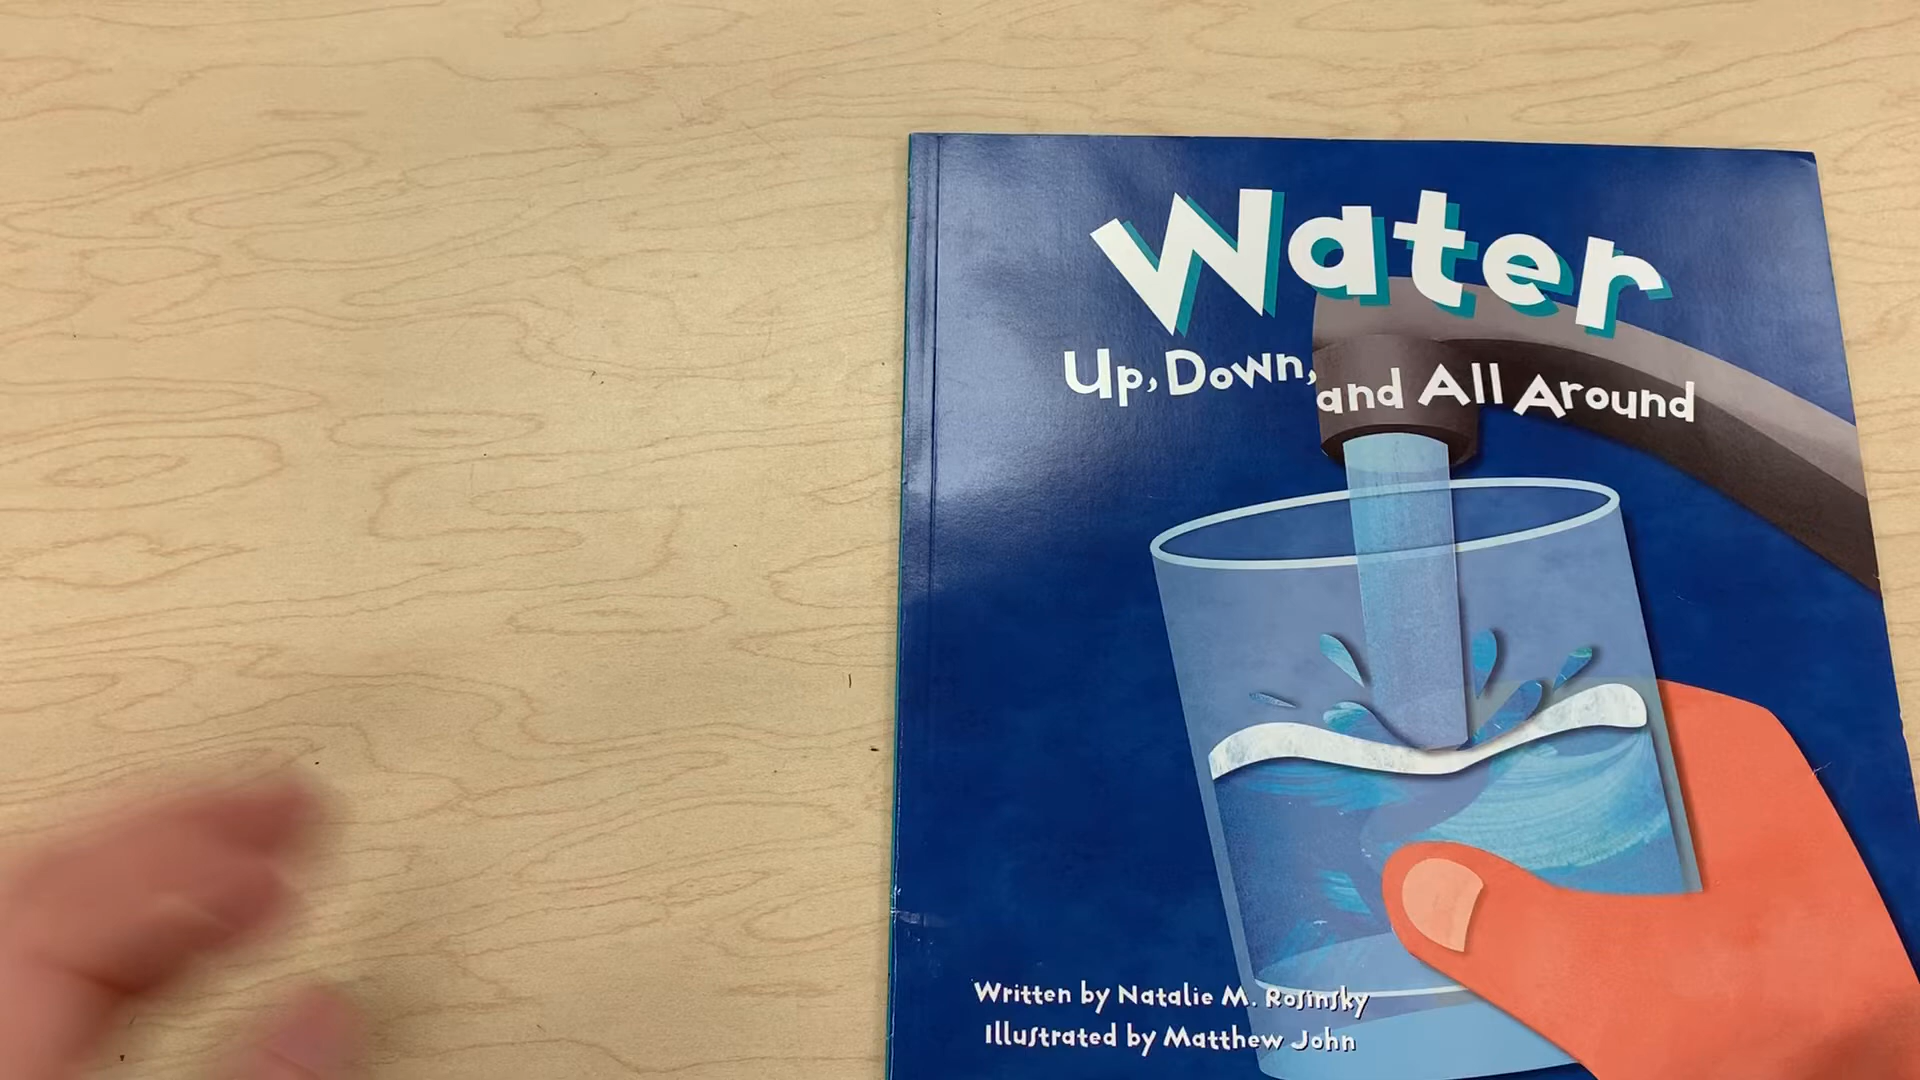 Water
Up, Down, and All Around
Written by Natalie M. Rosinsky
Illustrated by Matthew John